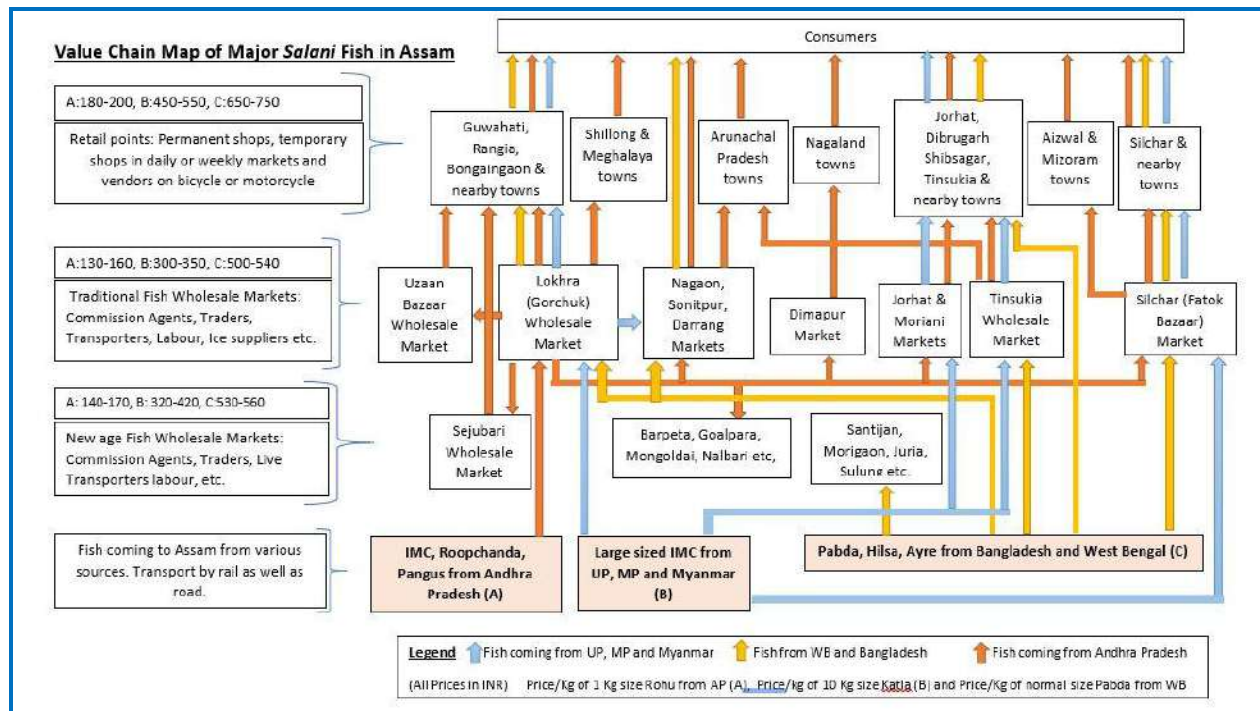 Value Chain Map of Major Salani Fish in Assam
Consumers
A:180-200, B:450-550, C:650-750
Retail points: Permanent shops, temporary
shops in daily or weekly markets and
vendors on bicycle or motorcycle
Guwahati,
Rangia,
Bongaingaon &
nearby towns
Shillong &
Meghalaya
towns
Arunachal
Pradesh
towns
Nagaland
towns
Jorhat,
Dibrugarh
Shibsagar,
Tinsukia &
nearby towns
Aizwal &
Mizoram
towns
Silchar &
nearby
towns
A:130-160, B:300-350, C:500-540
Traditional Fish Wholesale Markets:
Commission Agents, Traders,
Transporters, Labour, Ice suppliers etc.
Uzaan
Bazaar
Wholesale
Market
Lokhra
(Gorchuk)
Wholesale
Market
Nagaon,
Sonitpur,
Darrang
Markets
Dimapur
Market
Jorhat &
Moriani
Markets
Tinsukia
Wholesale
Market
Silchar (Fatok
Bazaar)
Market
A: 140-170, B: 320-420, C:530-560
New age Fish Wholesale Markets:
Commission Agents, Traders, Live
Transporters labour, etc.
Sejubari
Wholesale
Market
Barpeta, Goalpara,
Mongoldai, Nalbari etc,
Santijan,
Morigaon, Juria,
Sulung etc.
Fish coming to Assam from various
sources. Transport by rail as well as
road.
IMC, Roopchanda,
Pangus from Andhra
Pradesh (A)
Large sized IMC from
UP, MP and Myanmar
(B)
Pabda, Hilsa, Ayre from Bangladesh and West Bengal (C)
Legend Fish coming from UP, MP and Myanmar Fish from WB and Bangladesh Fish coming from Andhra Pradesh
(All Prices in INR) Price/Kg of 1 Kg size Rohu from AP (A), Price/kg of 10 Kg size Katla (B) and Price/Kg of normal size Pabda from WB